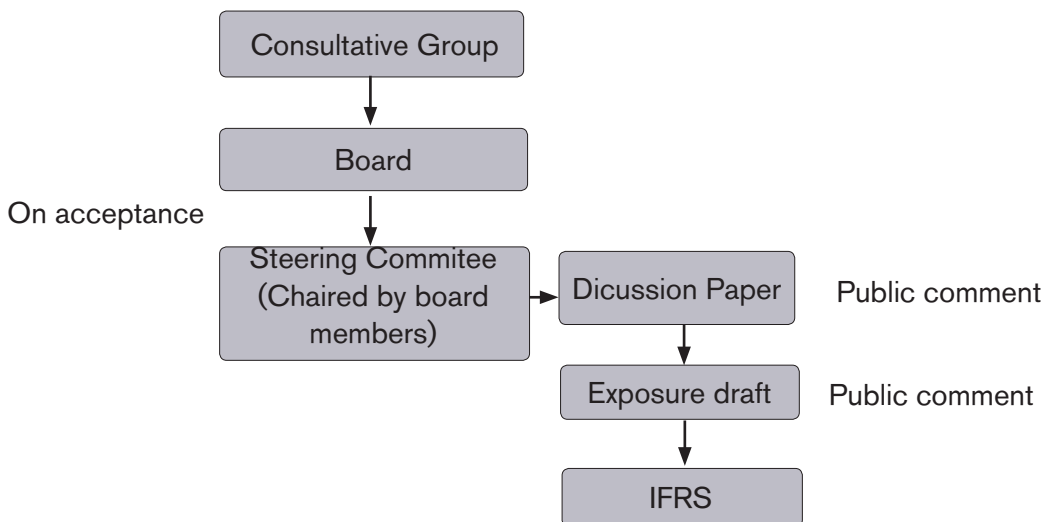 Consultative Group
Board
On acceptance
Steering Commitee
(Chaired by board
members)
Dicussion Paper
Public comment
Exposure draft
Public comment
IFRS